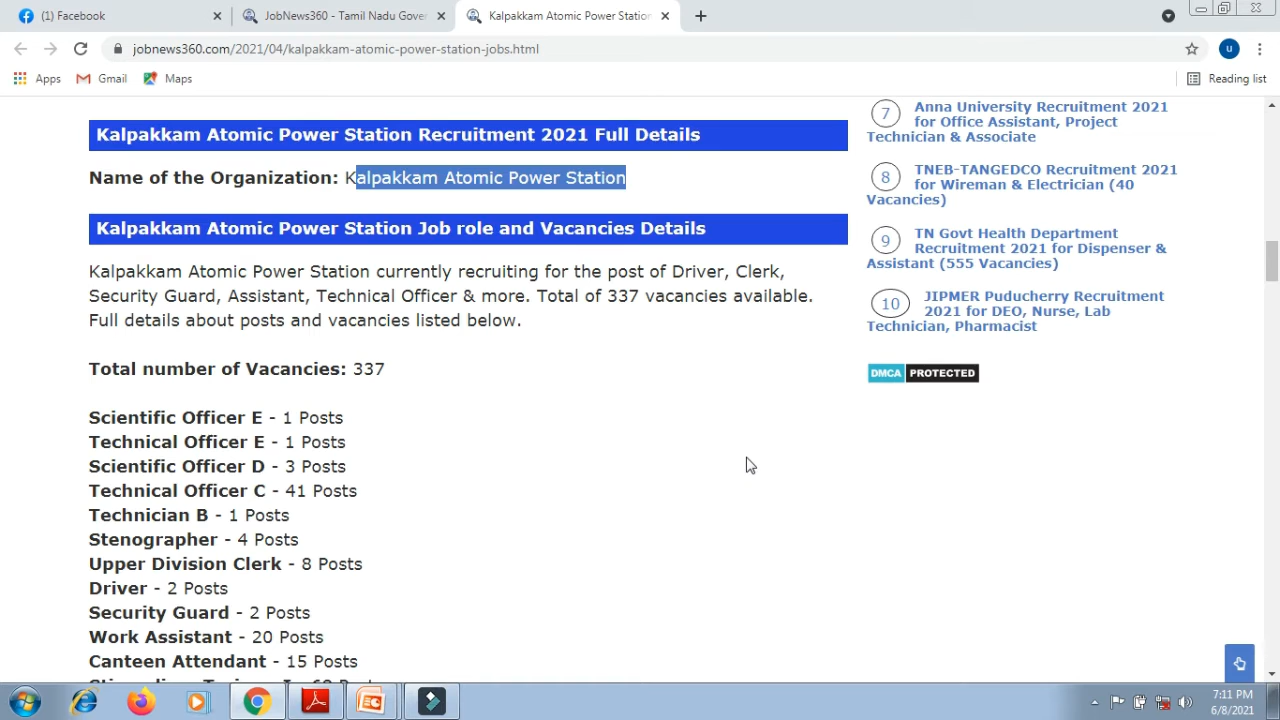 (1) Facebook
JobNews360 - Tamil Nadu Gover
Kalpakkam Atomic Power Station
jobnews360.com/2021/04/kalpakkam-atomic-power-station-jobs.html
u
Apps
Gmail
Maps
Reading list
Kalpakkam Atomic Power Station Recruitment 2021 Full Details
Name of the Organization: Kalpakkam Atomic Power Station
Kalpakkam Atomic Power Station Job role and Vacancies Details
Kalpakkam Atomic Power Station currently recruiting for the post of Driver, Clerk,
Security Guard, Assistant, Technical Officer & more. Total of 337 vacancies available.
Full details about posts and vacancies listed below.
Total number of Vacancies: 337
Scientific Officer E - 1 Posts
Technical Officer E - 1 Posts
Scientific Officer D - 3 Posts
Technical Officer C - 41 Posts
Technician B - 1 Posts
Stenographer - 4 Posts
Upper Division Clerk - 8 Posts
Driver - 2 Posts
Security Guard - 2 Posts
Work Assistant - 20 Posts
Canteen Attendant - 15 Posts
7 Anna University Recruitment 2021
for Office Assistant, Project
Technician & Associate
8 TNEB-TANGEDCO Recruitment 2021
for Wireman & Electrician (40
Vacancies)
9 TN Govt Health Department
Recruitment 2021 for Dispenser &
Assistant (555 Vacancies)
10 JIPMER Puducherry Recruitment
2021 for DEO, Nurse, Lab
Technician, Pharmacist
DMCA PROTECTED
7:11 PM
6/8/2021